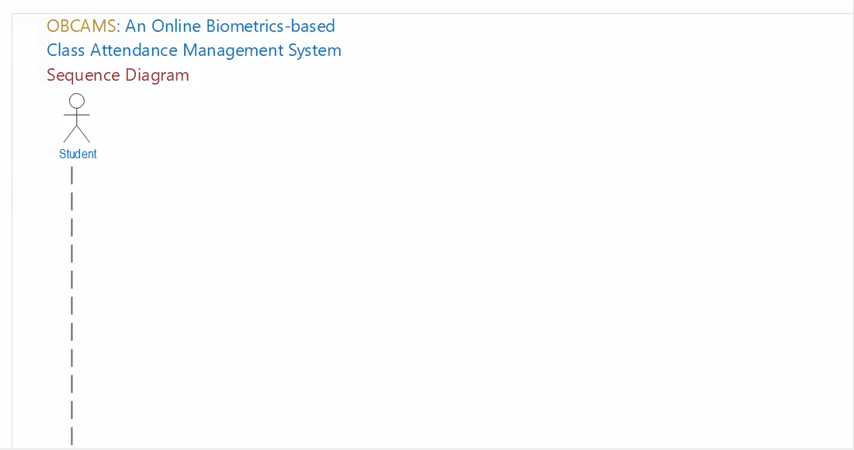 OBCAMS: An Online Biometrics-based
Class Attendance Management System
Sequence Diagram
Student